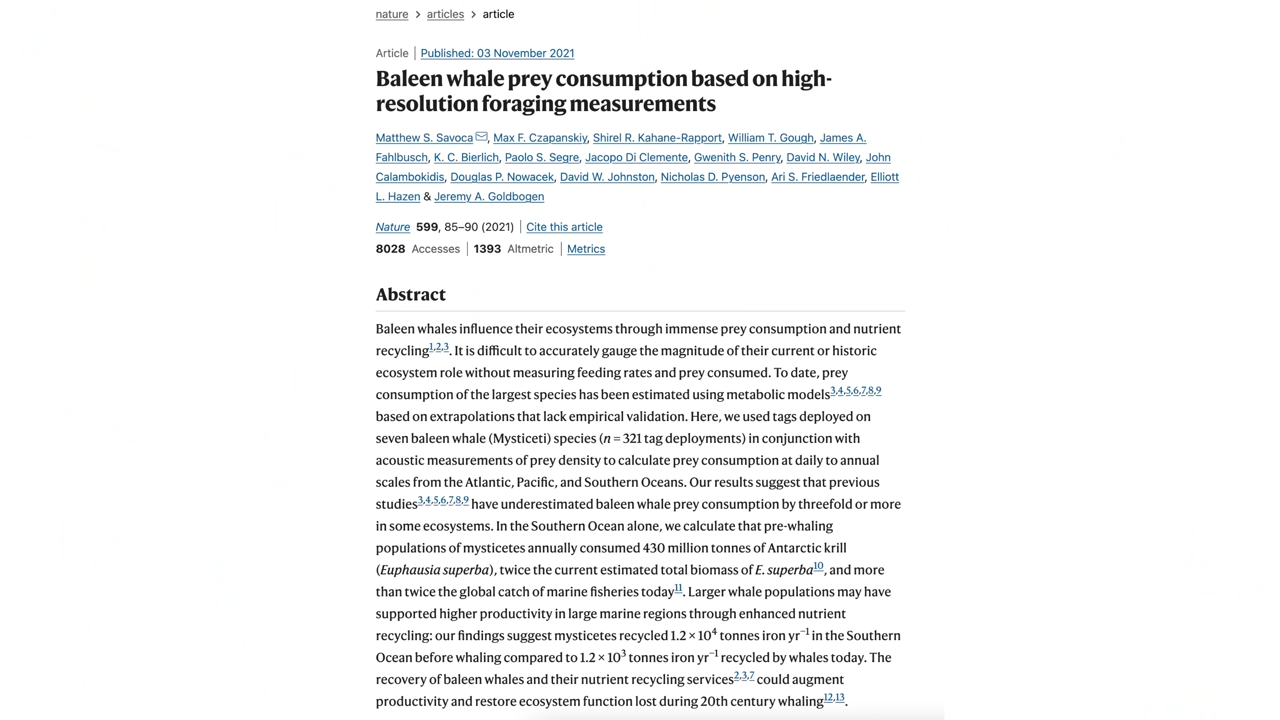 nature > articles > article
Article | Published: 03 November 2021
Baleen whale prey consumption based on high-
resolution foraging measurements
Matthew S. Savoca, Max F. Czapanskiy, Shirel R. Kahane-Rapport, William T. Gough, James A.
Fahlbusch, K. C. Bierlich, Paolo S. Segre, Jacopo Di Clemente, Gwenith S. Penry, David N. Wiley, John
Calambokidis, Douglas P. Nowacek, David W. Johnston, Nicholas D. Pyenson, Ari S. Friedlaender, Elliott
L. Hazen & Jeremy A. Goldbogen
Nature 599, 85–90 (2021) | Cite this article
8028 Accesses | 1393 Altmetric | Metrics
Abstract
Baleen whales influence their ecosystems through immense prey consumption and nutrient
recycling1,2,3. It is difficult to accurately gauge the magnitude of their current or historic
ecosystem role without measuring feeding rates and prey consumed. To date, prey
consumption of the largest species has been estimated using metabolic models3,4,5,6,7,8,9
based on extrapolations that lack empirical validation. Here, we used tags deployed on
seven baleen whale (Mysticeti) species (n = 321 tag deployments) in conjunction with
acoustic measurements of prey density to calculate prey consumption at daily to annual
scales from the Atlantic, Pacific, and Southern Oceans. Our results suggest that previous
studies3,4,5,6,7,8,9 have underestimated baleen whale prey consumption by threefold or more
in some ecosystems. In the Southern Ocean alone, we calculate that pre-whaling
populations of mysticetes annually consumed 430 million tonnes of Antarctic krill
(Euphausia superba), twice the current estimated total biomass of E. superba10, and more
than twice the global catch of marine fisheries today11. Larger whale populations may have
supported higher productivity in large marine regions through enhanced nutrient
recycling: our findings suggest mysticetes recycled 1.2 × 10⁴ tonnes iron yr⁻¹ in the Southern
Ocean before whaling compared to 1.2 × 10³ tonnes iron yr⁻¹ recycled by whales today. The
recovery of baleen whales and their nutrient recycling services2,3,7 could augment
productivity and restore ecosystem function lost during 20th century whaling12,13.